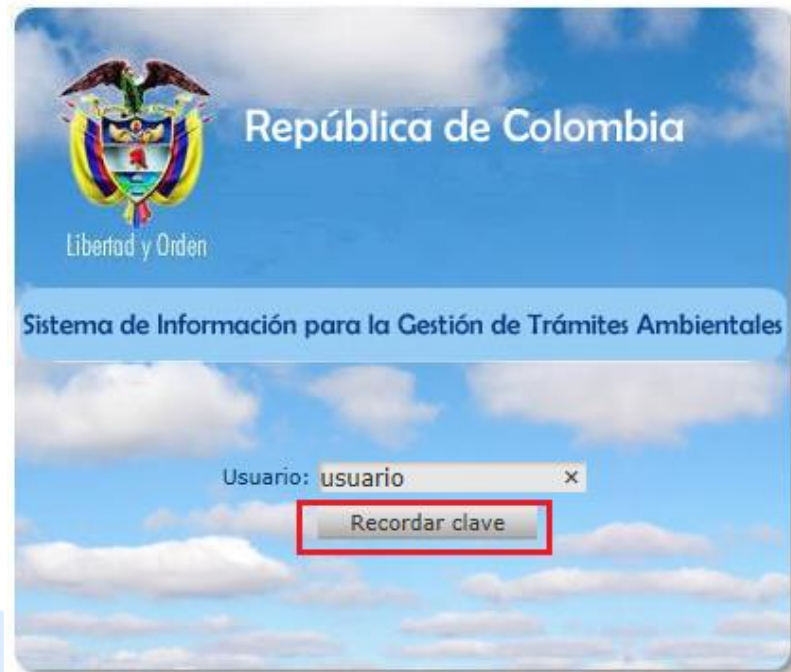 República de Colombia
Libertad y Orden
Sistema de Información para la Gestión de Trámites Ambientales
Usuario: usuario ×
Recordar clave